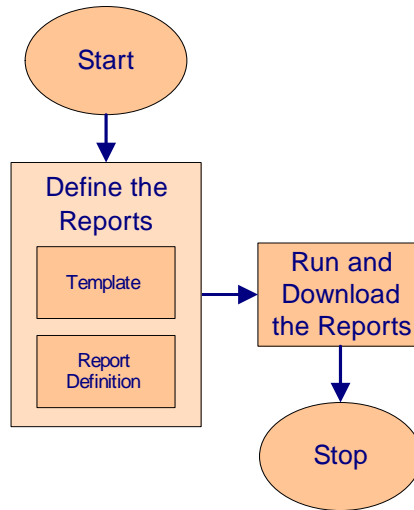 Start
Define the
Reports
Template
Report
Definition
Run and
Download
the Reports
Stop